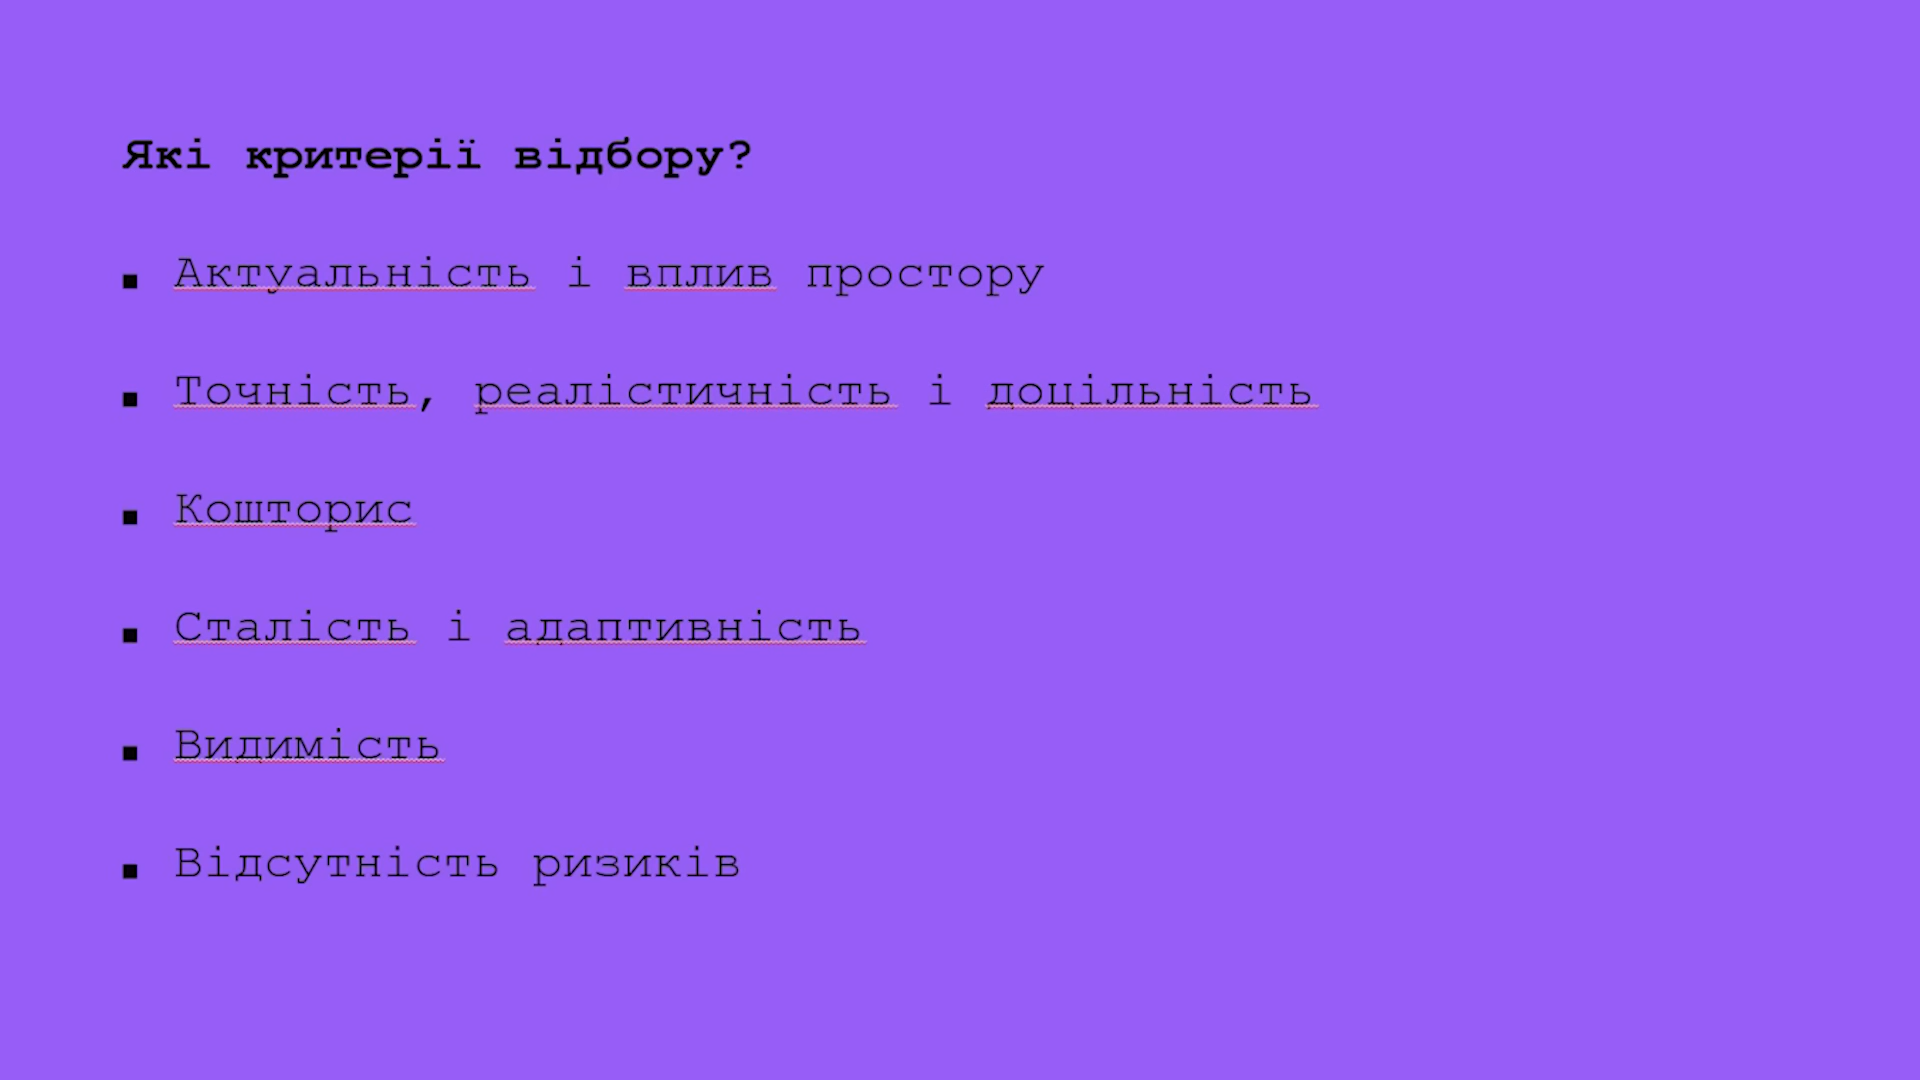 Які критерії відбору?
▪ Актуальність і вплив простору
▪ Точність, реалістичність і доцільність
▪ Кошторис
▪ Сталість і адаптивність
▪ Видимість
▪ Відсутність ризиків